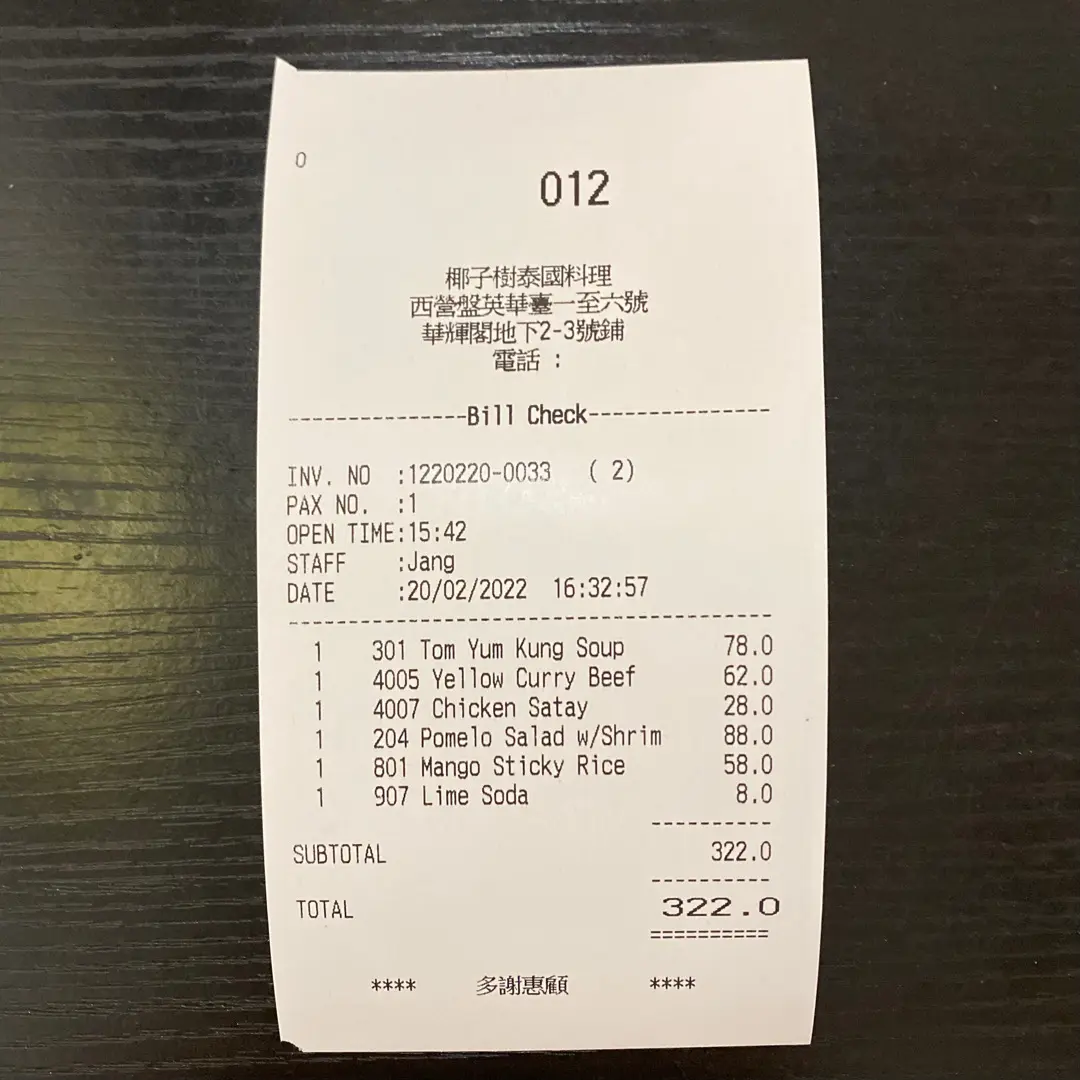 0
012
椰子樹泰國料理
西營盤英華臺一至六號
華輝閣地下2-3號鋪
電話 :
---------------Bill Check---------------
INV. NO :1220220-0033 ( 2)
PAX NO. :1
OPEN TIME:15:42
STAFF :Jang
DATE :20/02/2022 16:32:57
1 301 Tom Yum Kung Soup 78.0
1 4005 Yellow Curry Beef 62.0
1 4007 Chicken Satay 28.0
1 204 Pomelo Salad w/Shrim 88.0
1 801 Mango Sticky Rice 58.0
1 907 Lime Soda 8.0
SUBTOTAL 322.0
TOTAL 322.0
**** 多謝惠顧 ****